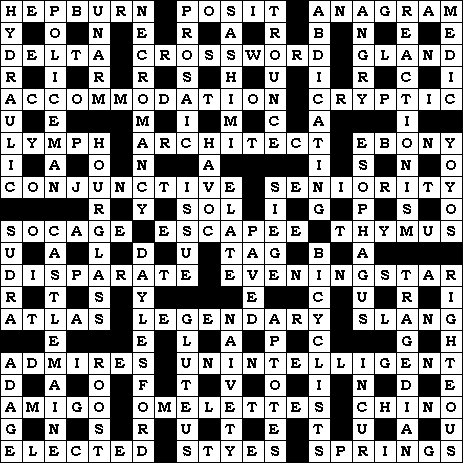 HEPBURN POSIT ANAGRAM
Y O N E R A R B N E E
DELTA CROSSWORD GLAND
R I R R S H U I R C I
ACCOMMODATION CRYPTIC
U E M I M C A I
LYMPH ARCHITECT EBONY
I A O N A I S N O
CONJUNCTIVE SENIORITY
R Y SOL I G P S O
SOCAGE ESCAPEE THYMUS
U A L D U TAG B A
DISPARATE EVENINGSTAR
R T S Y E C U R I
ATLAS LEGENDARY SLANG
E E L A P C G H
ADMIRES UNINTELLIGENT
D A O F T V O I N D E
AMIGO OMELETTES CHINO
G N S R U T E T U A U
ELECTED STYES SPRINGS